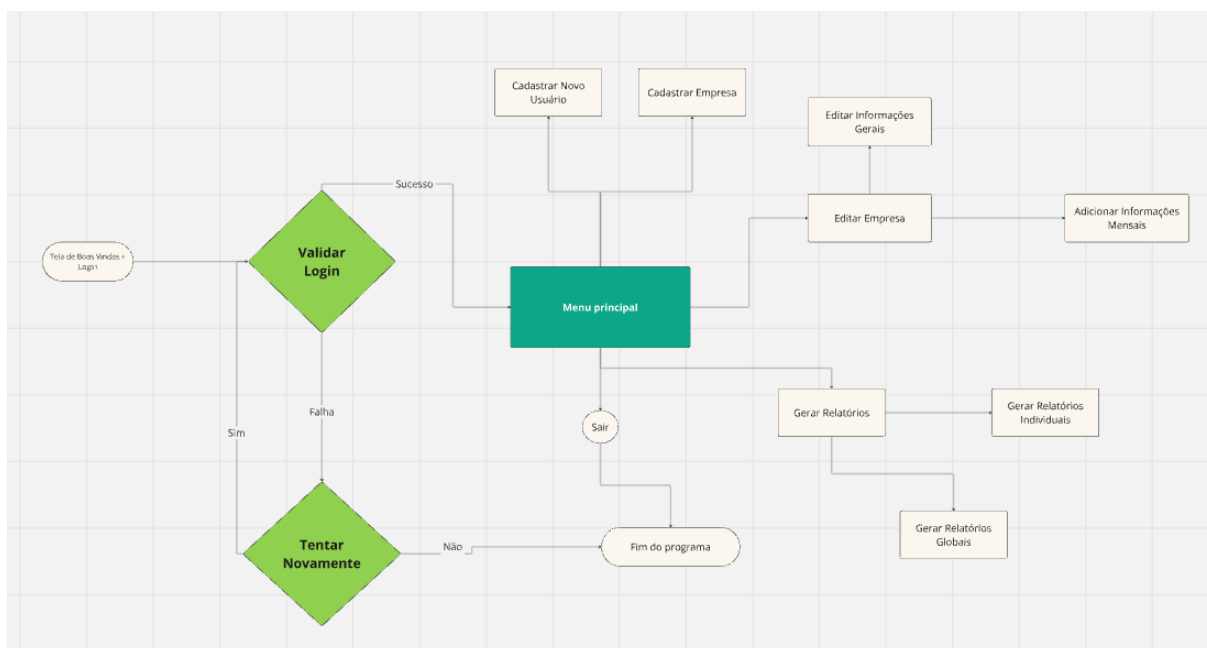 Cadastrar Novo
Usuário
Cadastrar Empresa
Editar Informações
Gerais
Sucesso
Editar Empresa
Adicionar Informações
Mensais
Tela de Boas Vindas +
Login
Validar
Login
Menu principal
Falha
Sim
Sair
Gerar Relatórios
Gerar Relatórios
Individuais
Gerar Relatórios
Globais
Tentar
Novamente
Não
Fim do programa